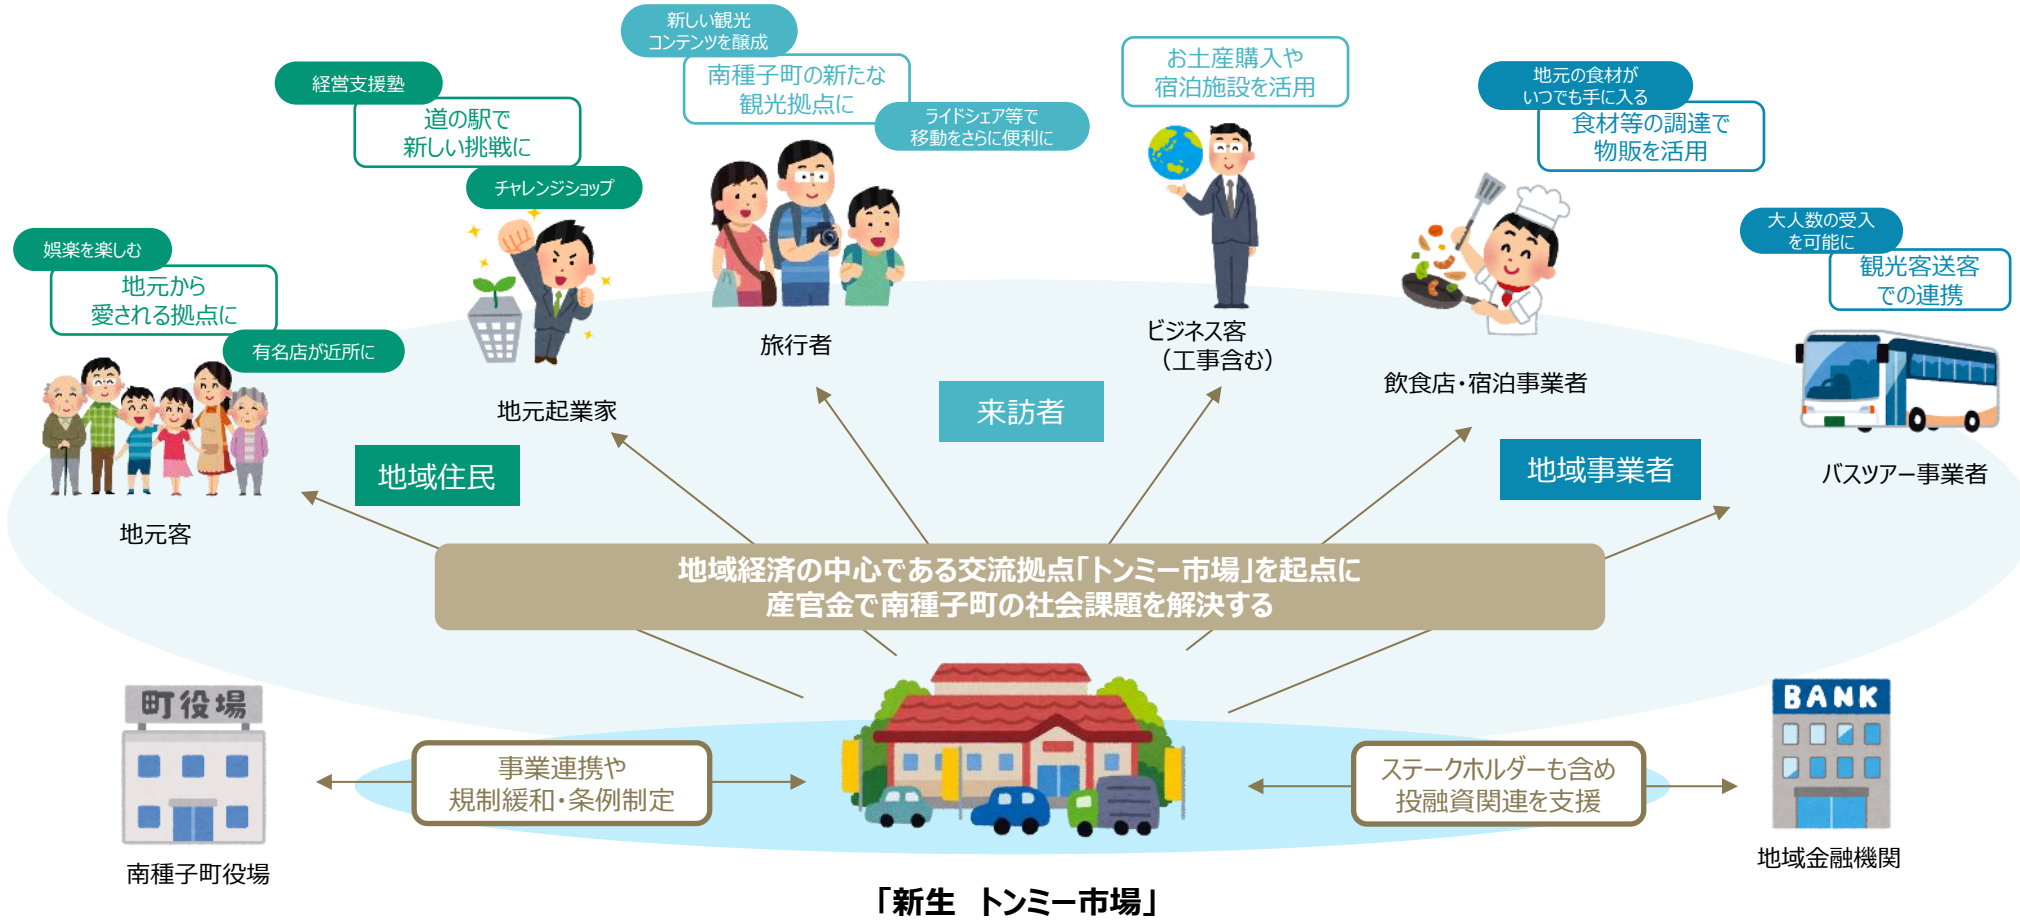 新しい観光
コンテンツを醸成
南種子町の新たな
観光拠点に
ライドシェア等で
移動をさらに便利に
お土産購入や
宿泊施設を活用
地元の食材が
いつでも手に入る
食材等の調達で
物販を活用
経営支援塾
道の駅で
新しい挑戦に
チャレンジショップ
大人数の受入
を可能に
観光客送客
での連携
娯楽を楽しむ
地元から
愛される拠点に
有名店が近所に
旅行者
ビジネス客
（工事含む）
飲食店・宿泊事業者
地元起業家
来訪者
地域住民
地域事業者
バスツアー事業者
地元客
地域経済の中心である交流拠点「トンミー市場」を起点に
産官金で南種子町の社会課題を解決する
町役場
BANK
事業連携や
規制緩和・条例制定
ステークホルダーも含め
投融資関連を支援
南種子町役場
地域金融機関
「新生　トンミー市場」